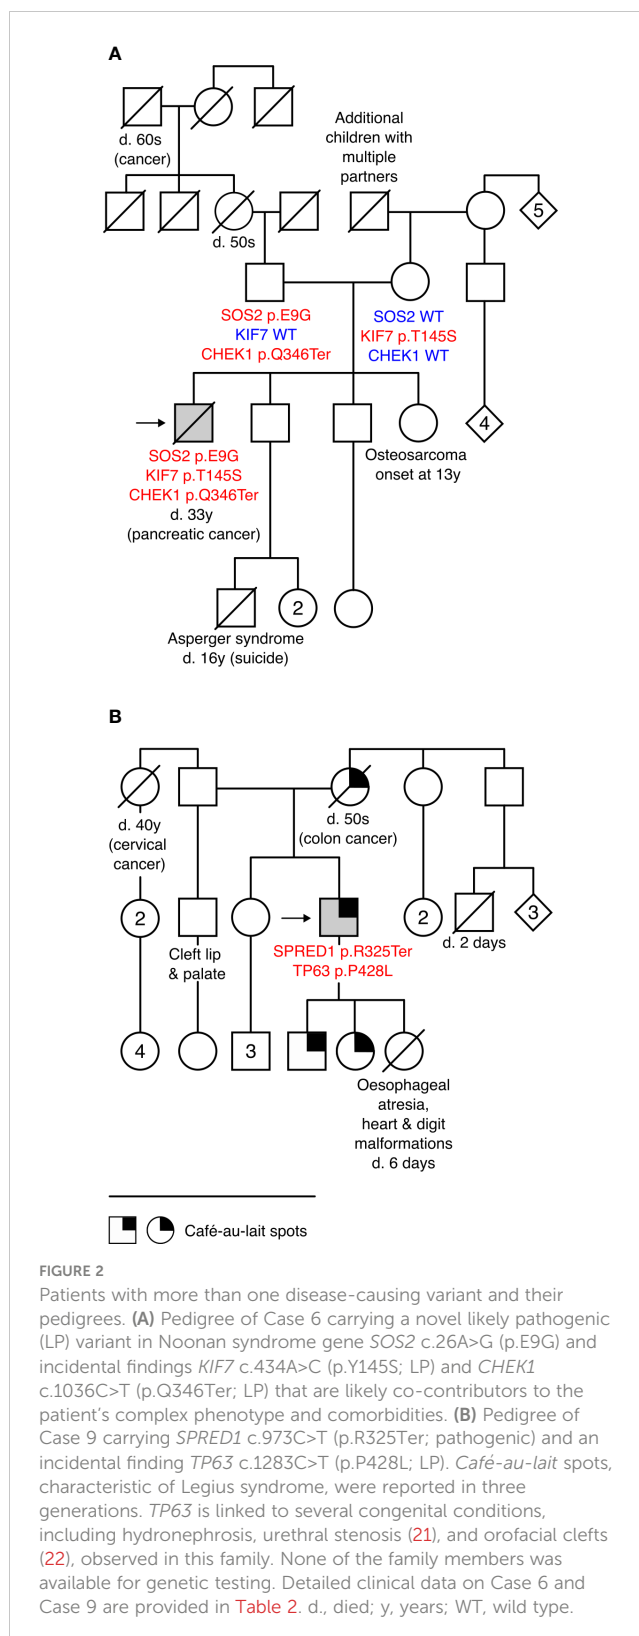 A
d. 60s
(cancer)
Additional
children with
multiple
partners
5
d. 50s
SOS2 p.E9G
KIF7 WT
CHEK1 p.Q346Ter
SOS2 WT
KIF7 p.T145S
CHEK1 WT
4
SOS2 p.E9G
KIF7 p.T145S
CHEK1 p.Q346Ter
d. 33y
(pancreatic cancer)
Osteosarcoma
onset at 13y
2
Asperger syndrome
d. 16y (suicide)
B
d. 40y
(cervical
cancer)
d. 50s
(colon cancer)
2
Cleft lip
& palate
2
d. 2 days
3
SPRED1 p.R325Ter
TP63 p.P428L
4
3
Oesophageal
atresia,
heart & digit
malformations
d. 6 days
Café-au-lait spots
FIGURE 2
Patients with more than one disease-causing variant and their
pedigrees. (A) Pedigree of Case 6 carrying a novel likely pathogenic
(LP) variant in Noonan syndrome gene SOS2 c.26A>G (p.E9G) and
incidental findings KIF7 c.434A>C (p.Y145S; LP) and CHEK1
c.1036C>T (p.Q346Ter; LP) that are likely co-contributors to the
patient's complex phenotype and comorbidities. (B) Pedigree of
Case 9 carrying SPRED1 c.973C>T (p.R325Ter; pathogenic) and an
incidental finding TP63 c.1283C>T (p.P428L; LP). Café-au-lait spots,
characteristic of Legius syndrome, were reported in three
generations. TP63 is linked to several congenital conditions,
including hydronephrosis, urethral stenosis (21), and orofacial clefts
(22), observed in this family. None of the family members was
available for genetic testing. Detailed clinical data on Case 6 and
Case 9 are provided in Table 2. d., died; y, years; WT, wild type.